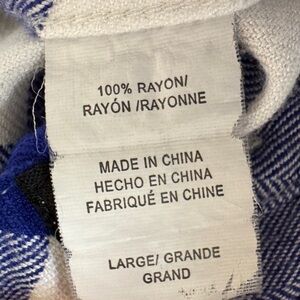 100% RAYON/
RAYÓN /RAYONNE
MADE IN CHINA
HECHO EN CHINA
FABRIQUÉ EN CHINE
LARGE/ GRANDE
GRAND